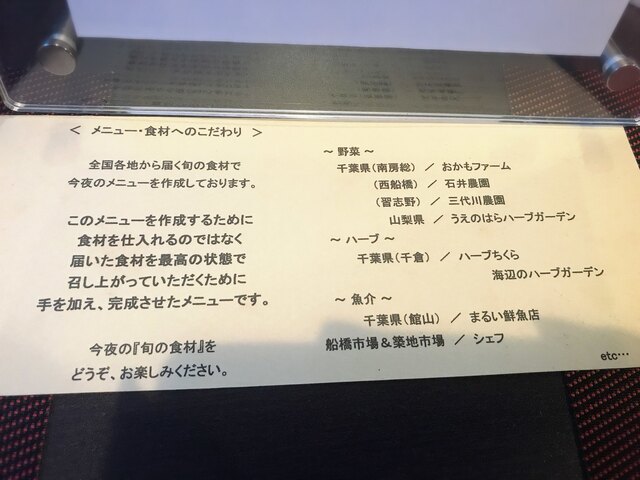 ＜ メニュー・食材へのこだわり ＞
全国各地から届く旬の食材で
今夜のメニューを作成しております。
このメニューを作成するために
食材を仕入れるのではなく
届いた食材を最高の状態で
召し上がっていただくために
手を加え、完成させたメニューです。
今夜の『旬の食材』を
どうぞ、お楽しみください。
～ 野菜 ～
千葉県（南房総） ／ おかもファーム
（西船橋） ／ 石井農園
（習志野） ／ 三代川農園
山梨県 ／ うえのはらハーブガーデン
～ ハーブ ～
千葉県（千倉） ／ ハーブちくら
海辺のハーブガーデン
～ 魚介 ～
千葉県（館山） ／ まるい鮮魚店
船橋市場＆築地市場 ／ シェフ
etc…